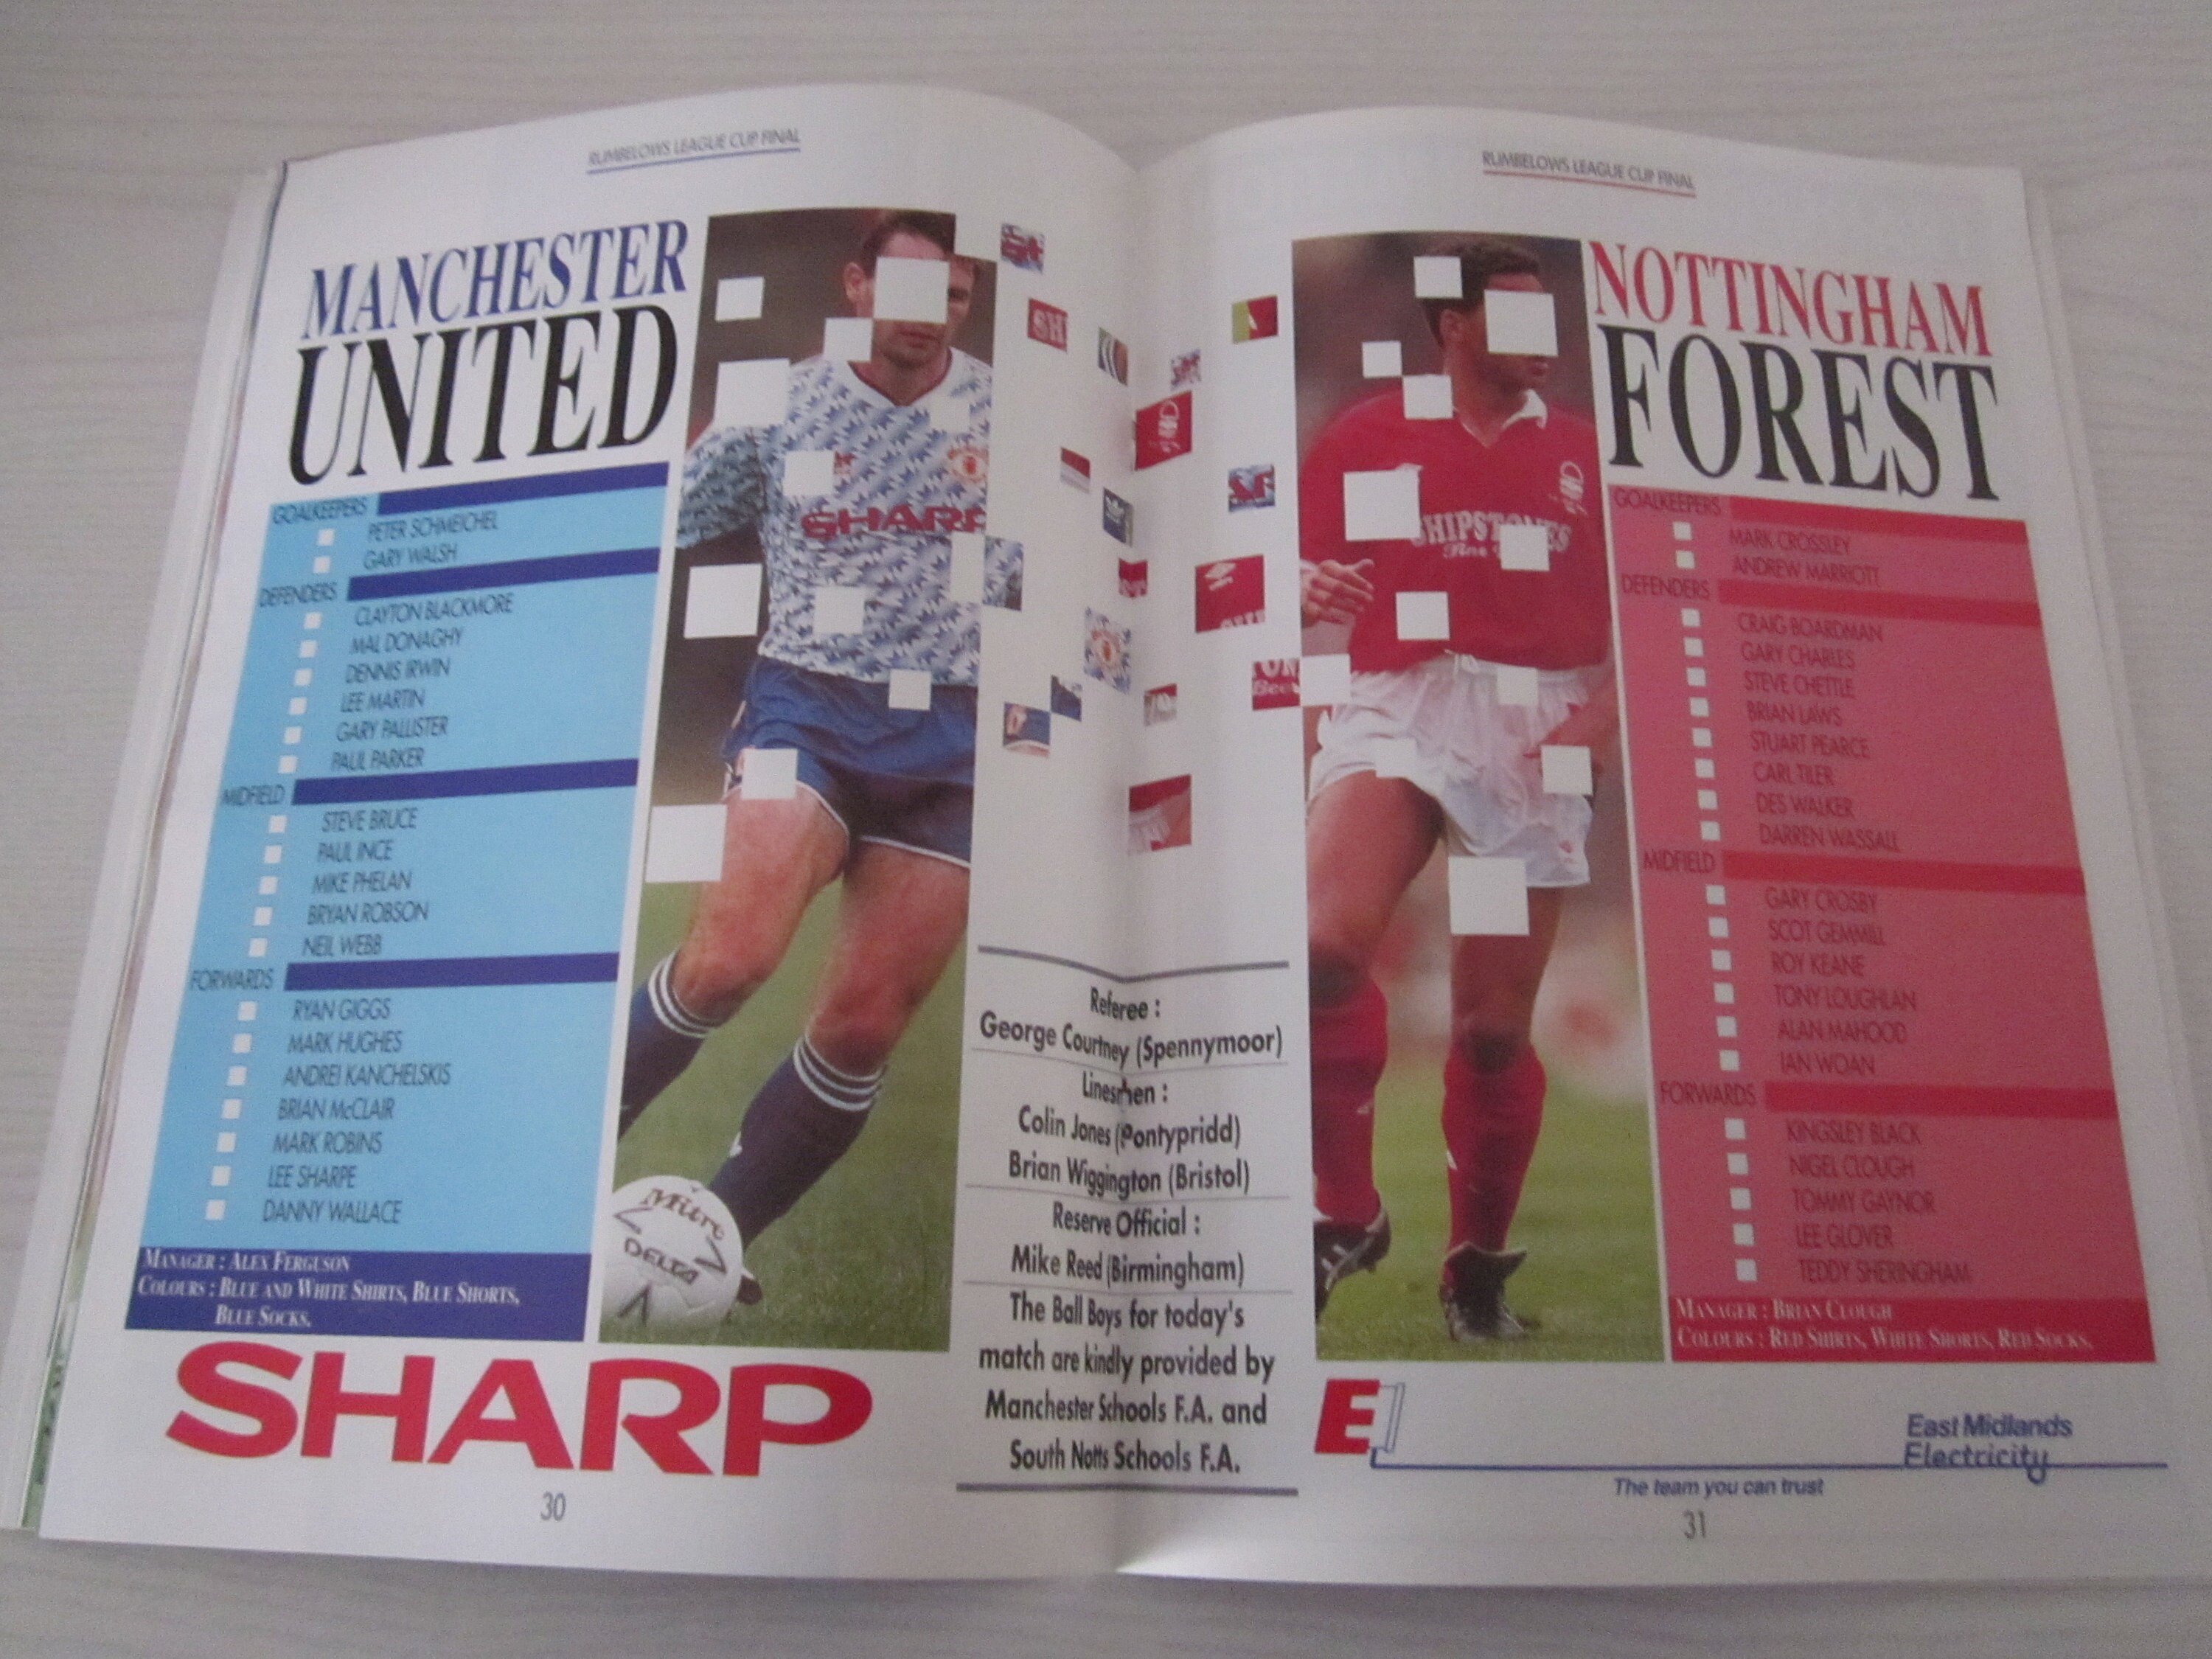 RUMBELOWS LEAGUE CUP FINAL
MANCHESTER
UNITED
GOALKEEPERS
PETER SCHMEICHEL
GARY WALSH
DEFENDERS
CLAYTON BLACKMORE
MAL DONAGHY
DENNIS IRWIN
LEE MARTIN
GARY PALLISTER
PAUL PARKER
MIDFIELD
STEVE BRUCE
PAUL INCE
MIKE PHELAN
BRYAN ROBSON
NEIL WEBB
FORWARDS
RYAN GIGGS
MARK HUGHES
ANDREI KANCHELSKIS
BRIAN McCLAIR
MARK ROBINS
LEE SHARPE
DANNY WALLACE
MANAGER : ALEX FERGUSON
COLOURS : BLUE AND WHITE SHIRTS, BLUE SHORTS,
BLUE SOCKS.
SHARP
30
SHARP
Mitre
DELTA
SHI
Referee :
George Courtney (Spennymoor)
Linesmen :
Colin Jones (Pontypridd)
Brian Wiggington (Bristol)
Reserve Official :
Mike Reed (Birmingham)
The Ball Boys for today's
match are kindly provided by
Manchester Schools F.A. and
South Notts Schools F.A.
RUMBELOWS LEAGUE CUP FINAL
NOTTINGHAM
FOREST
SHIPSTONES
GOALKEEPERS
MARK CROSSLEY
ANDREW MARRIOTT
DEFENDERS
CRAIG BOARDMAN
GARY CHARLES
STEVE CHETTLE
BRIAN LAWS
STUART PEARCE
CARL TILER
DES WALKER
DARREN WASSALL
MIDFIELD
GARY CROSBY
SCOT GEMMILL
ROY KEANE
TONY LOUGHLAN
ALAN MAHOOD
IAN WOAN
FORWARDS
KINGSLEY BLACK
NIGEL CLOUGH
TOMMY GAYNOR
LEE GLOVER
TEDDY SHERINGHAM
MANAGER : BRIAN CLOUGH
COLOURS : RED SHIRTS, WHITE SHORTS, RED SOCKS.
E
East Midlands
Electricity
The team you can trust
31